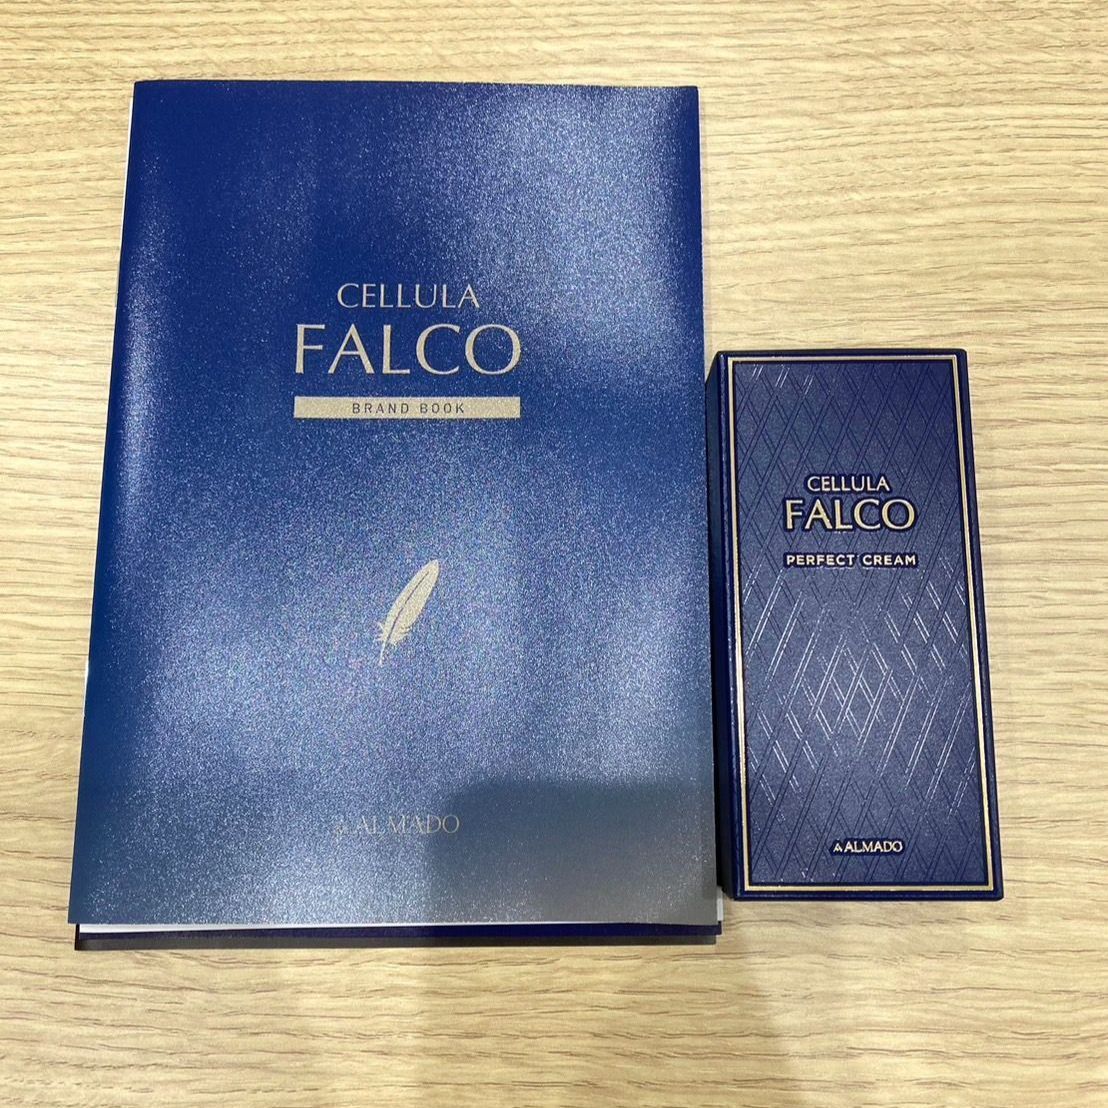 CELLULA
FALCO
BRAND BOOK
ALMADO
CELLULA
FALCO
PERFECT CREAM
ALMADO